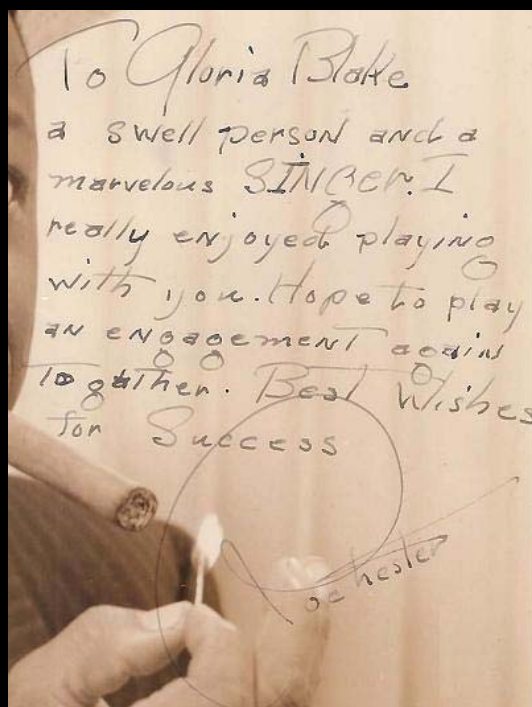 To Gloria Blake
a swell person and a
marvelous SINGer. I
really enjoyed playing
with you. Hope to play
an engagement again
Together. Best Wishes
for Success
Rochester